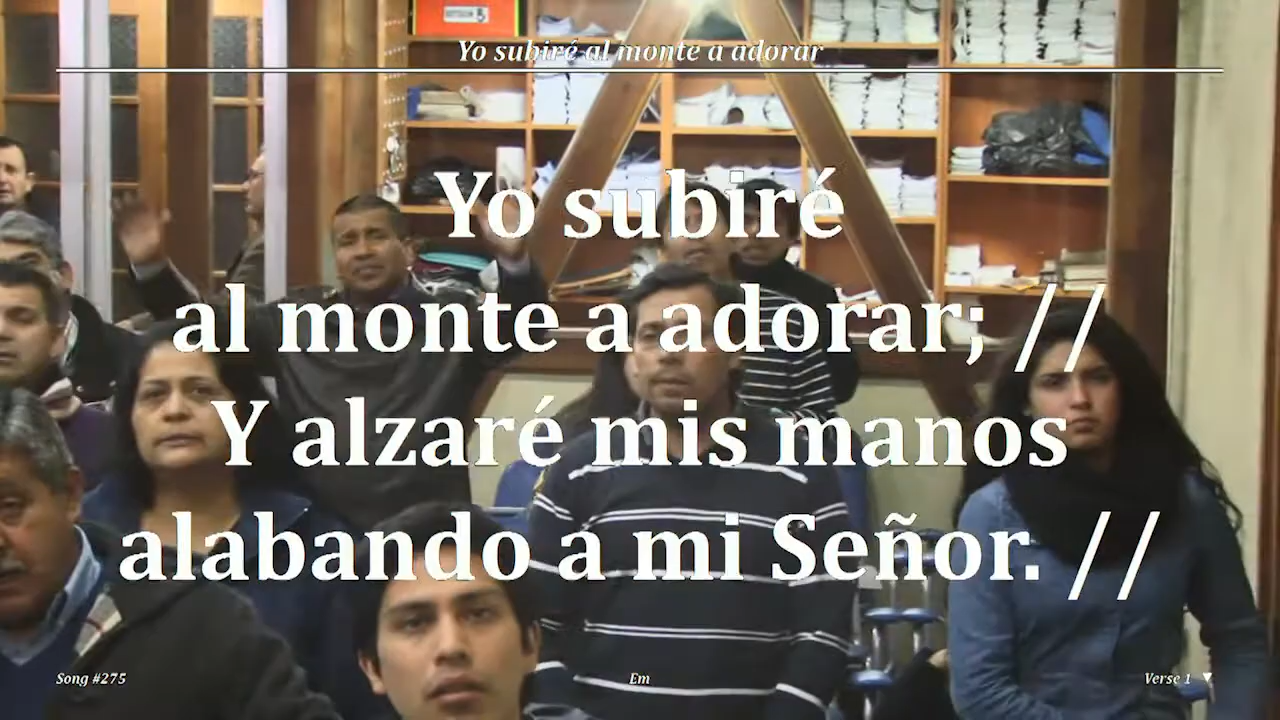 Yo subiré al monte a adorar
Yo subiré
al monte a adorar; //
Y alzaré mis manos
alabando a mi Señor. //
Song #275
Em
Verse 1 ▼